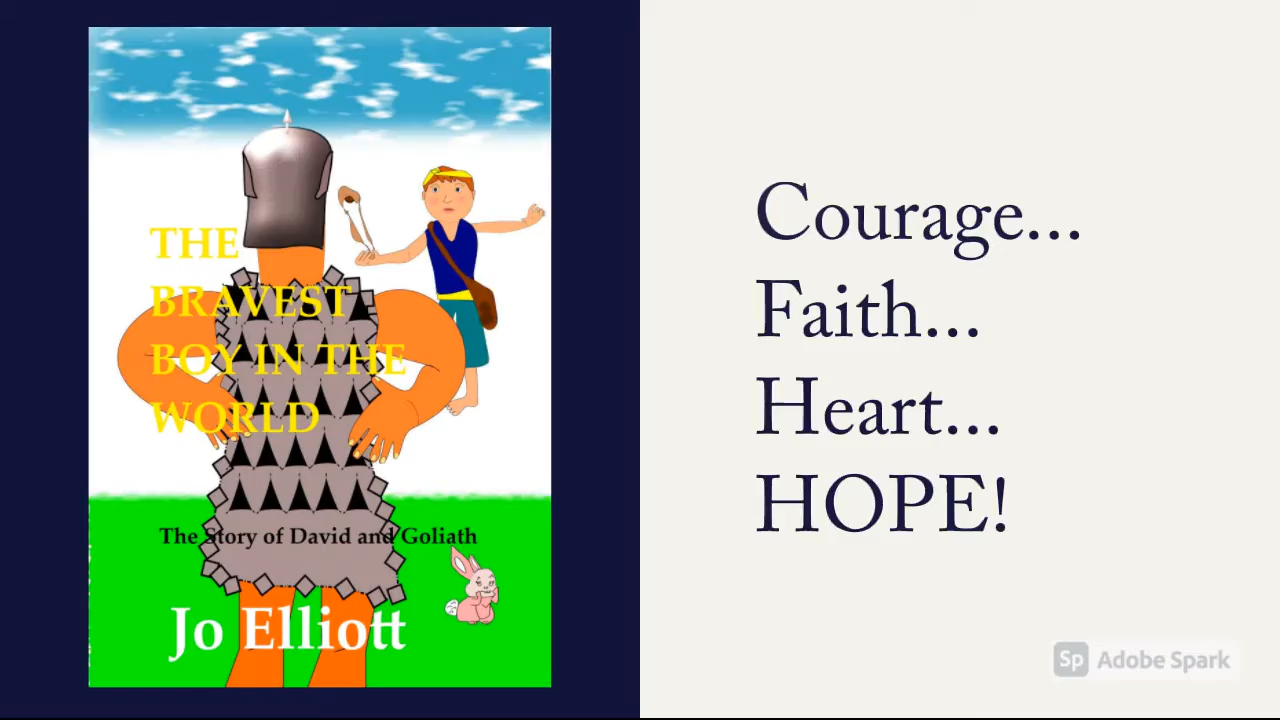 THE
BRAVEST
BOY IN THE
WORLD
The Story of David and Goliath
Jo Elliott
Courage...
Faith...
Heart...
HOPE!
Sp Adobe Spark